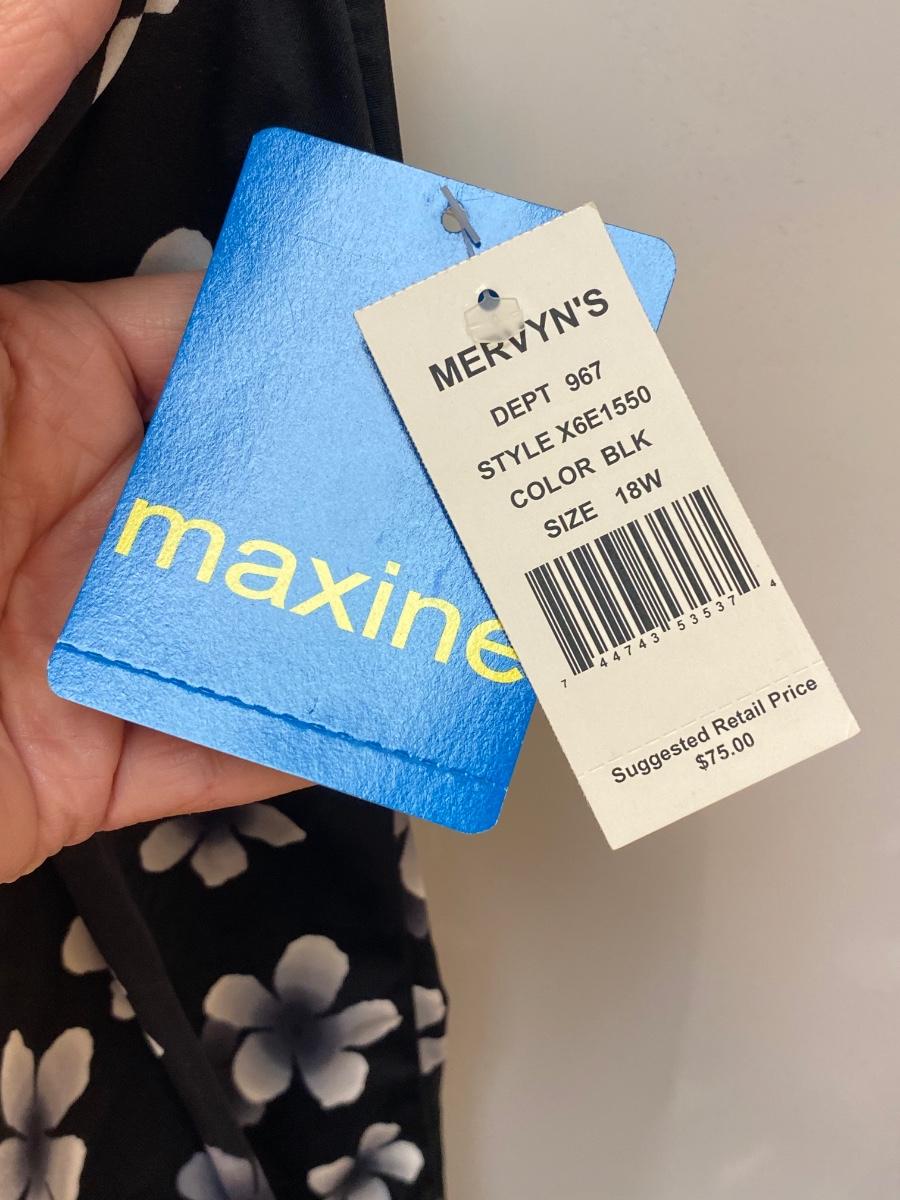 maxine
MERVYN'S
DEPT 967
STYLE X6E1550
COLOR BLK
SIZE 18W
7 44743 53537 4
Suggested Retail Price
$75.00